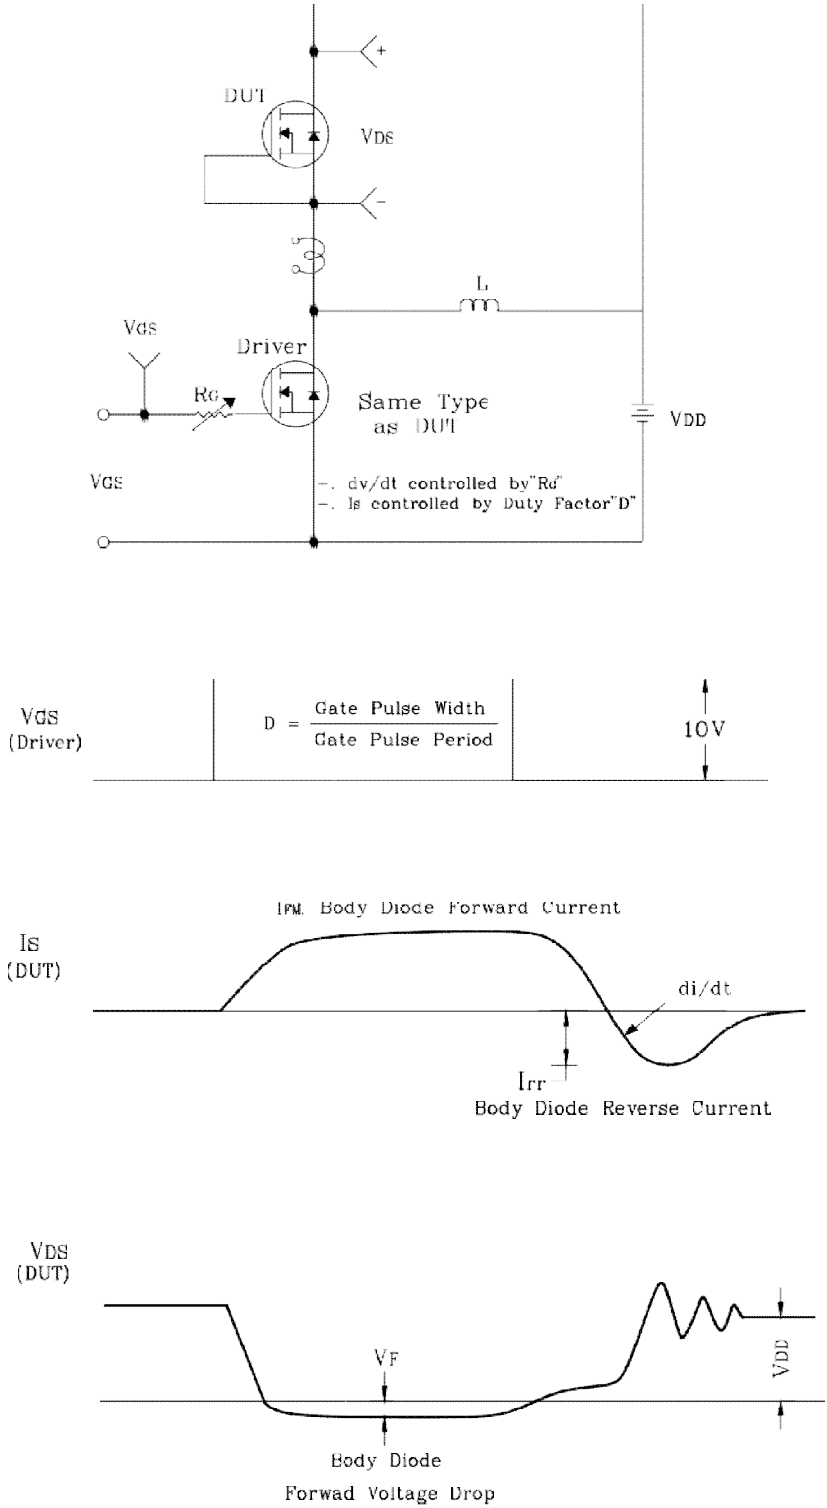 +
DUT
VDS
-
L
VGS
Driver
RG
Same Type
as DUT
VDD
VGS
-. dv/dt controlled by"RG"
-. Is controlled by Duty Factor"D"
VGS
(Driver)
D = Gate Pulse Width
Gate Pulse Period
10V
IFM. Body Diode Forward Current
IS
(DUT)
di/dt
Irr
Body Diode Reverse Current
VDS
(DUT)
VF
VDD
Body Diode
Forwad Voltage Drop